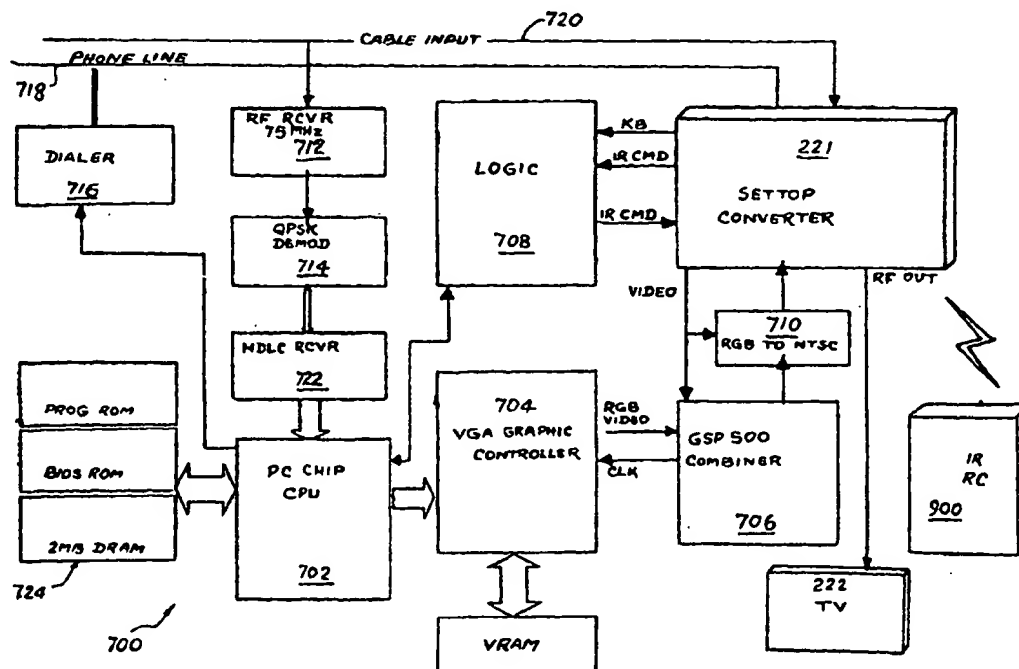 720
CABLE INPUT
PHONE LINE
718
DIALER
716
RF RCVR
75 MHz
712
QPSK
DEMOD
714
HDLC RCVR
722
LOGIC
708
KB
IR CMD
IR CMD
221
SETTOP
CONVERTER
VIDEO
RF OUT
710
RGB TO NTSC
PROG ROM
BIOS ROM
2MB DRAM
724
PC CHIP
CPU
702
704
VGA GRAPHIC
CONTROLLER
RGB
VIDEO
CLK
GSP 500
COMBINER
706
IR
RC
900
222
TV
700
VRAM